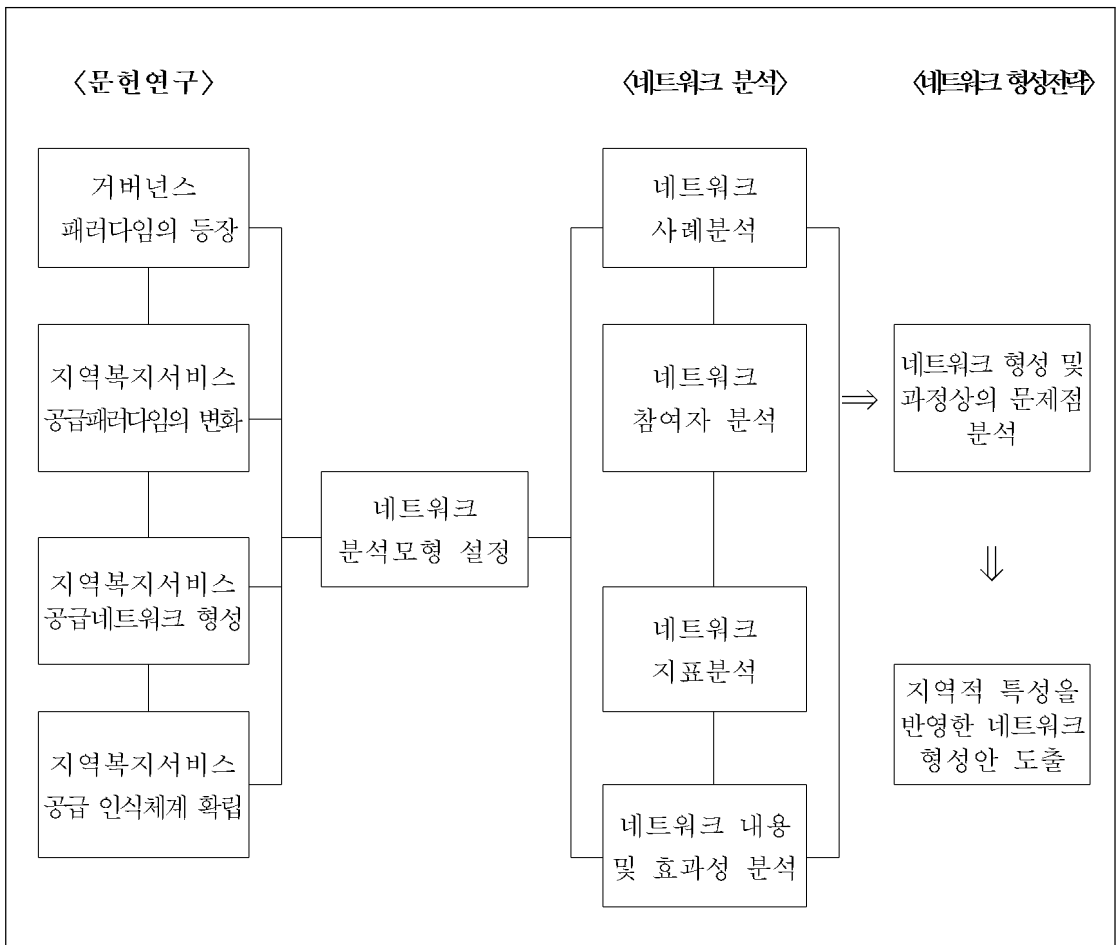 〈문헌연구〉
거버넌스
패러다임의 등장
지역복지서비스
공급패러다임의 변화
지역복지서비스
공급네트워크 형성
지역복지서비스
공급 인식체계 확립
네트워크
분석모형 설정
〈네트워크 분석〉
네트워크
사례분석
네트워크
참여자 분석
네트워크
지표분석
네트워크 내용
및 효과성 분석
〈네트워크 형성전략〉
⇒
네트워크 형성 및
과정상의 문제점
분석
⇓
지역적 특성을
반영한 네트워크
형성안 도출